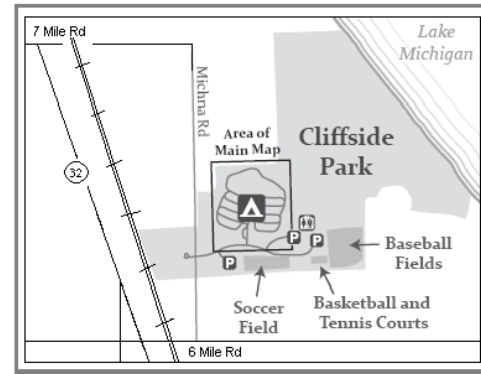 7 Mile Rd
Lake
Michigan
Michna Rd
Area of
Main Map
Cliffside
Park
32
P
P
P
Baseball
Fields
Soccer
Field
Basketball and
Tennis Courts
6 Mile Rd